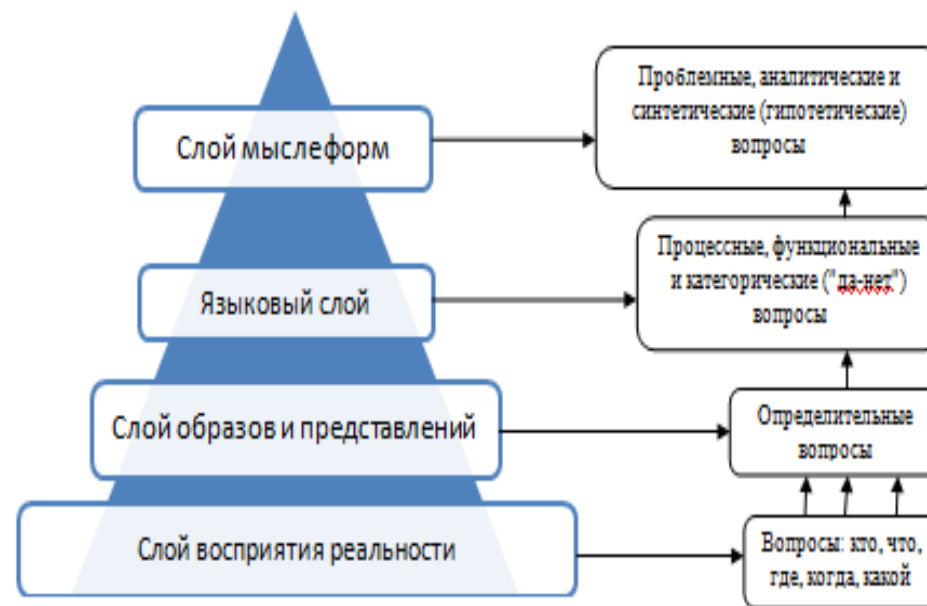 Слой мыслеформ
Проблемные, аналитические и
синтетические (гипотетические)
вопросы
Языковый слой
Процессные, функциональные
и категорические ("да-нет")
вопросы
Слой образов и представлений
Определительные
вопросы
Слой восприятия реальности
Вопросы: кто, что,
где, когда, какой